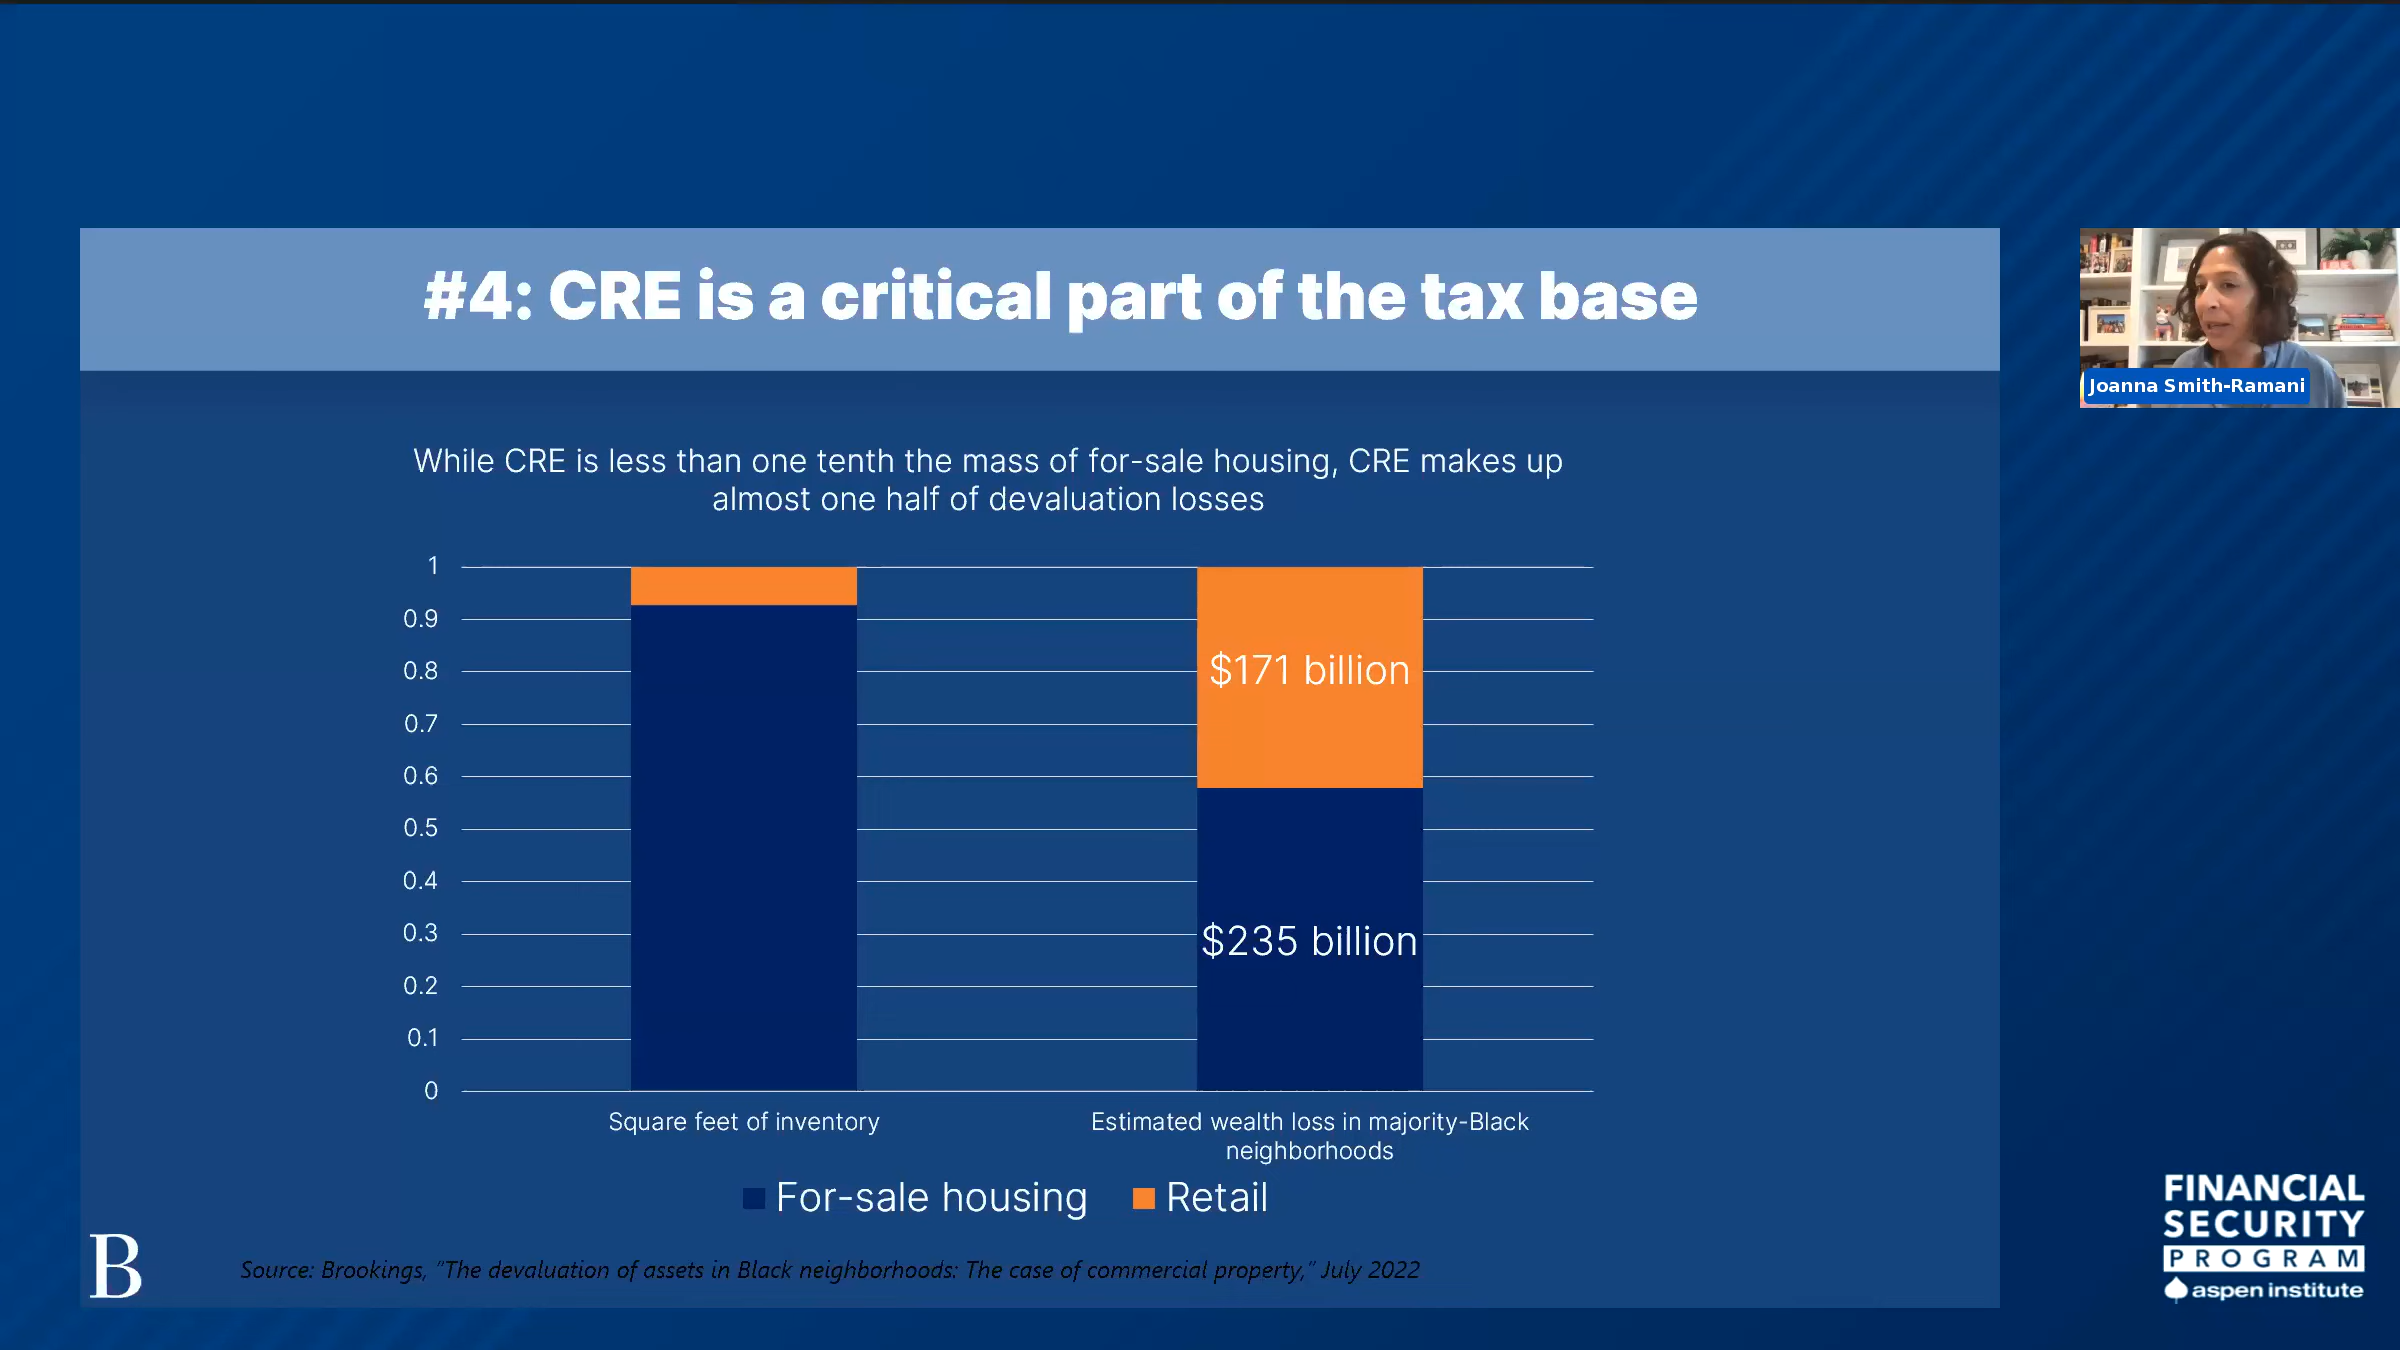 #4: CRE is a critical part of the tax base
Joanna Smith-Ramani
While CRE is less than one tenth the mass of for-sale housing, CRE makes up
almost one half of devaluation losses
1
0.9
0.8
0.7
0.6
0.5
0.4
0.3
0.2
0.1
0
$171 billion
$235 billion
Square feet of inventory
Estimated wealth loss in majority-Black
neighborhoods
For-sale housing
Retail
B
Source: Brookings, “The devaluation of assets in Black neighborhoods: The case of commercial property,” July 2022
FINANCIAL
SECURITY
PROGRAM
aspen institute